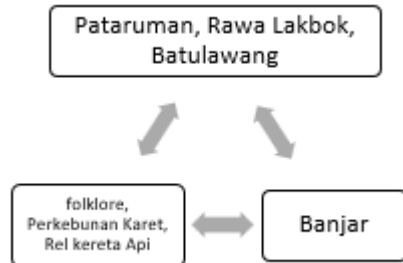 Pataruman, Rawa Lakbok,
Batulawang
folklore,
Perkebunan Karet,
Rel kereta Api
Banjar